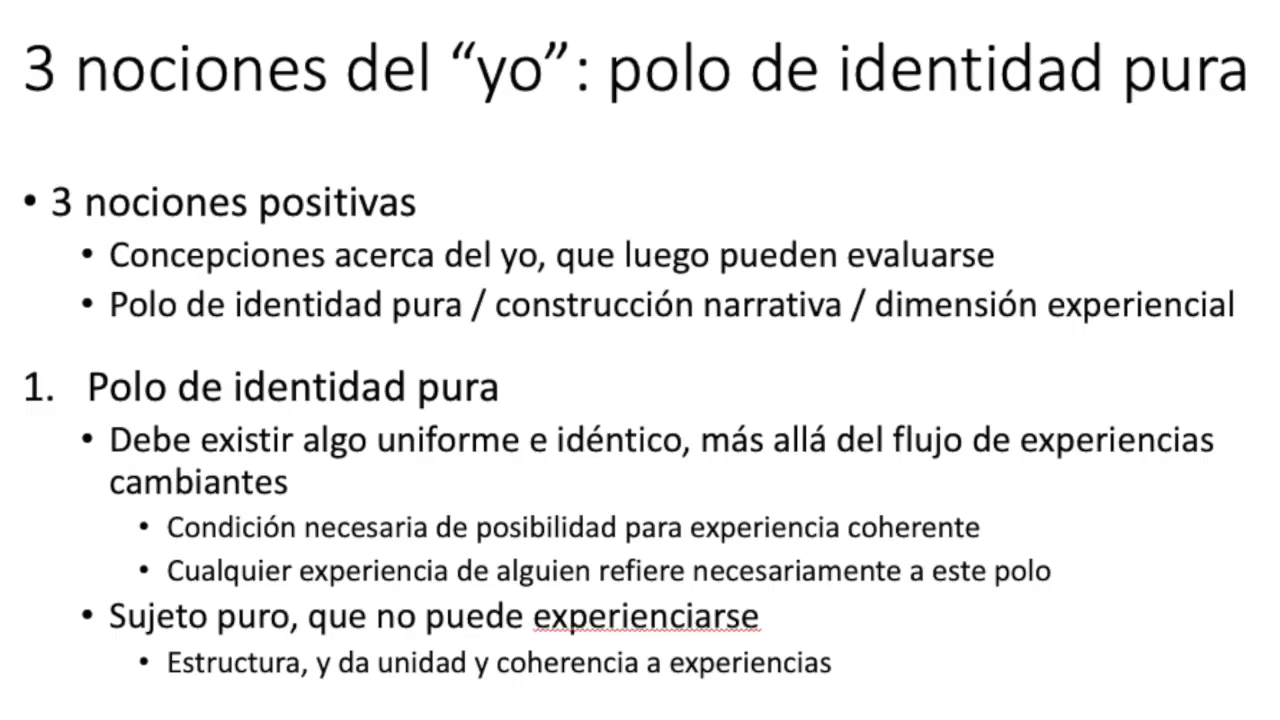 3 nociones del “yo”: polo de identidad pura
• 3 nociones positivas
• Concepciones acerca del yo, que luego pueden evaluarse
• Polo de identidad pura / construcción narrativa / dimensión experiencial
1. Polo de identidad pura
• Debe existir algo uniforme e idéntico, más allá del flujo de experiencias
cambiantes
• Condición necesaria de posibilidad para experiencia coherente
• Cualquier experiencia de alguien refiere necesariamente a este polo
• Sujeto puro, que no puede experienciarse
• Estructura, y da unidad y coherencia a experiencias